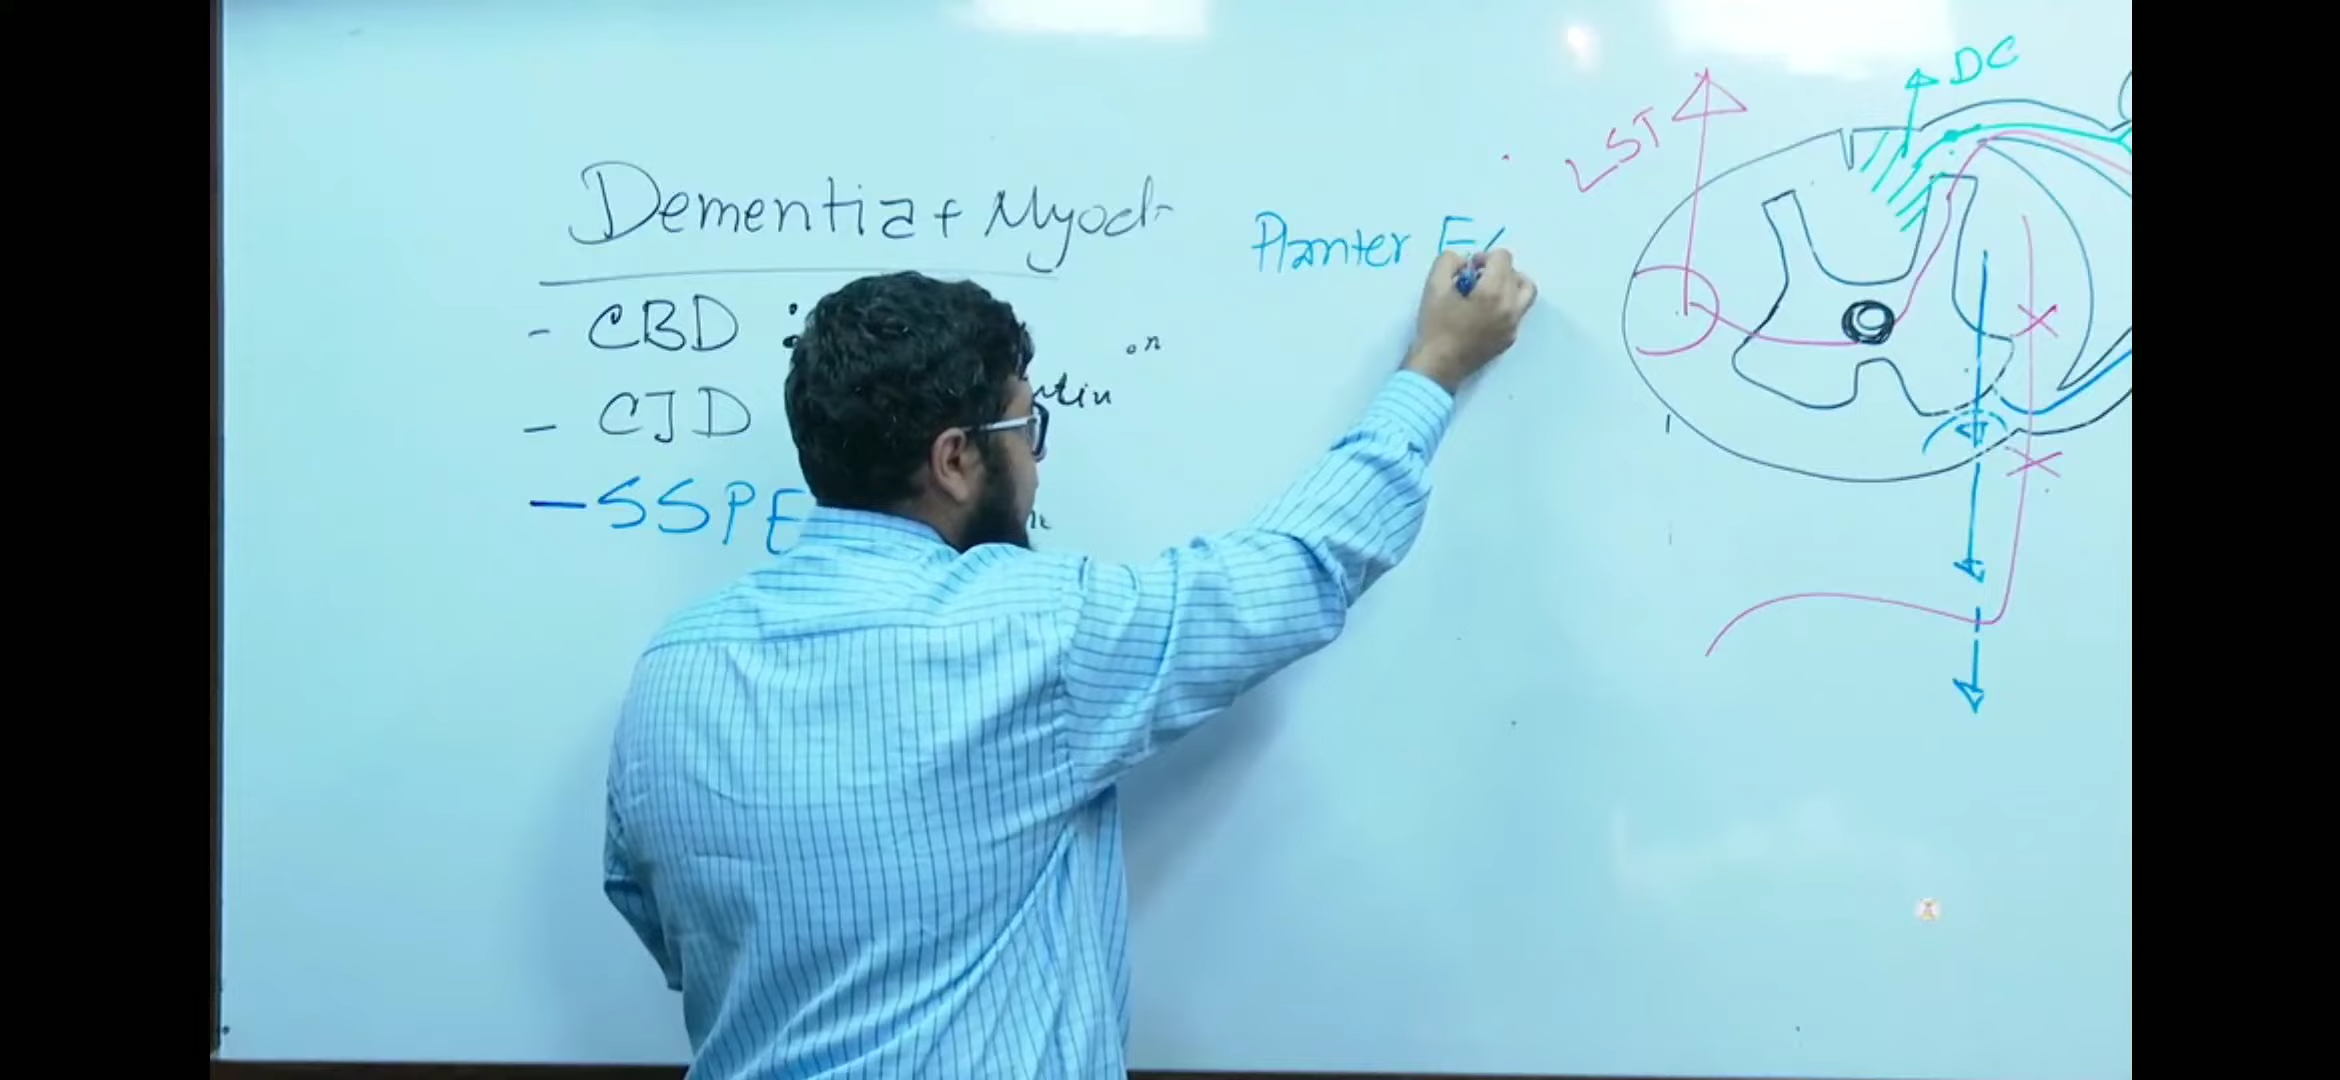 Dementia + Myocl-
- CBD :
- CJD
- SSPE
Planter
LST
DC